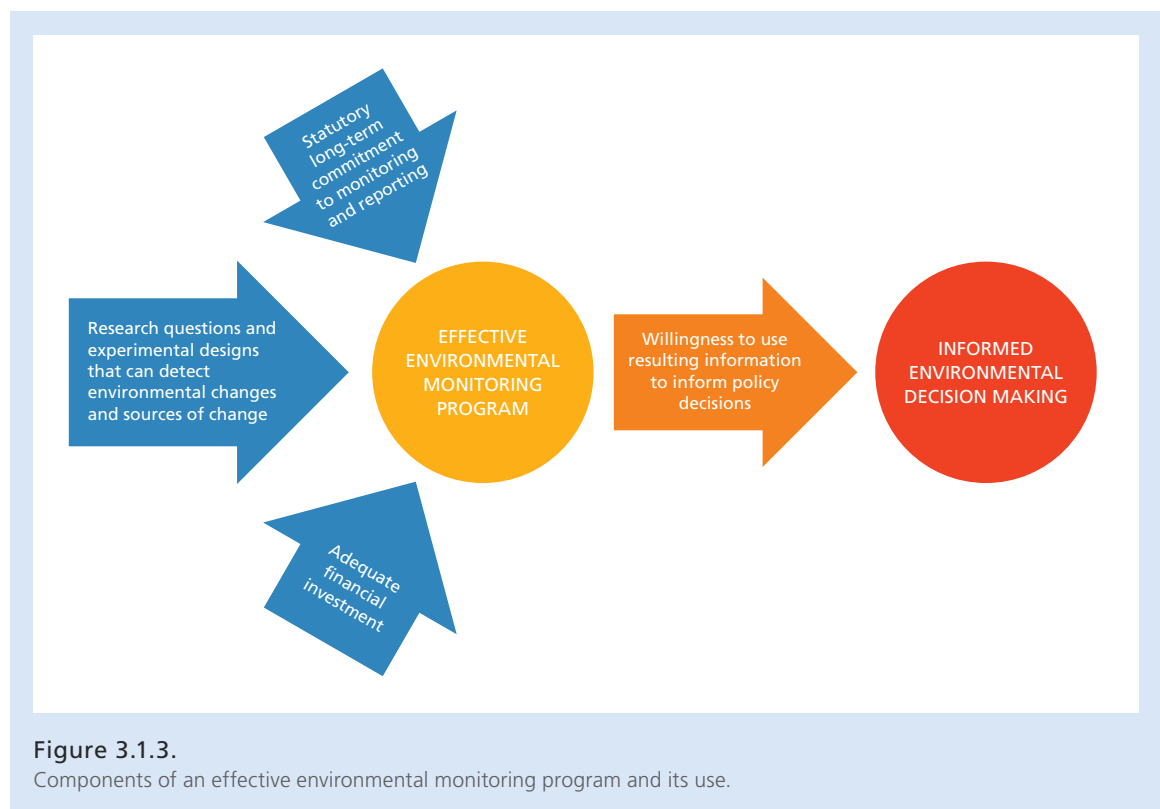 Statutory
long-term
commitment
to monitoring
and reporting
Research questions and
experimental designs
that can detect
environmental changes
and sources of change
Adequate
financial
investment
EFFECTIVE
ENVIRONMENTAL
MONITORING
PROGRAM
Willingness to use
resulting information
to inform policy
decisions
INFORMED
ENVIRONMENTAL
DECISION MAKING
Figure 3.1.3.
Components of an effective environmental monitoring program and its use.